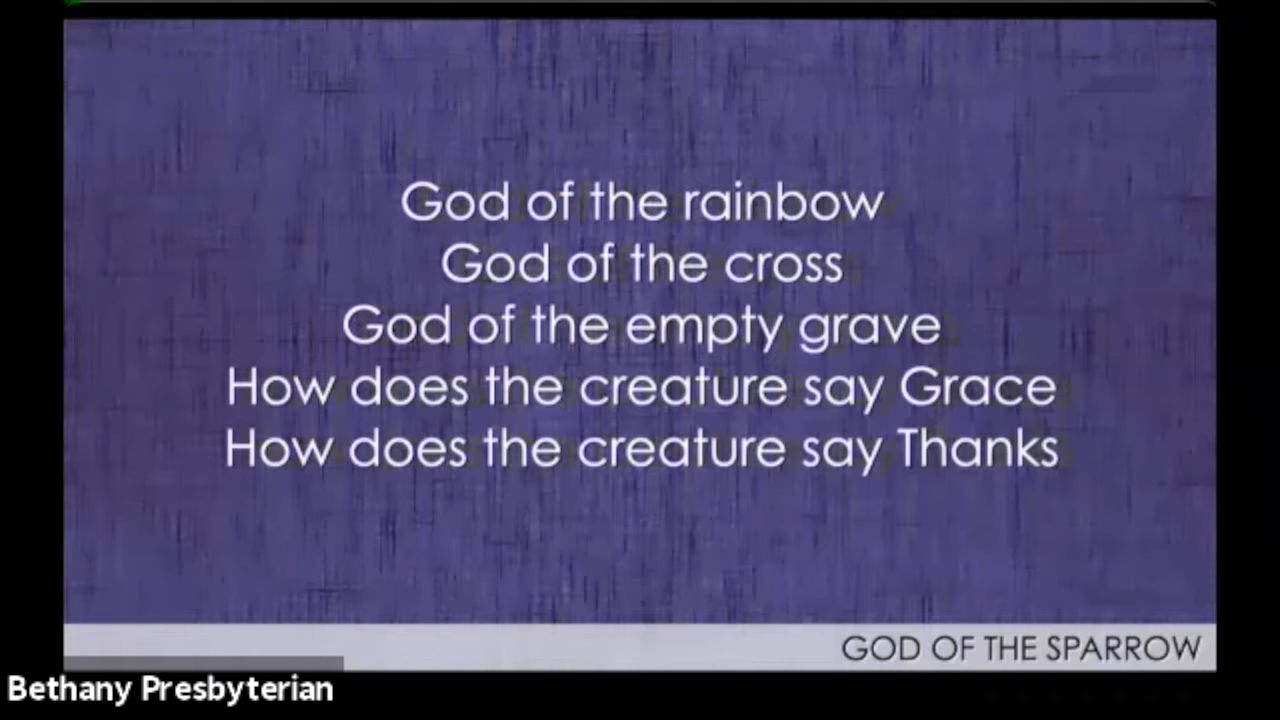 God of the rainbow
God of the cross
God of the empty grave
How does the creature say Grace
How does the creature say Thanks
GOD OF THE SPARROW
Bethany Presbyterian